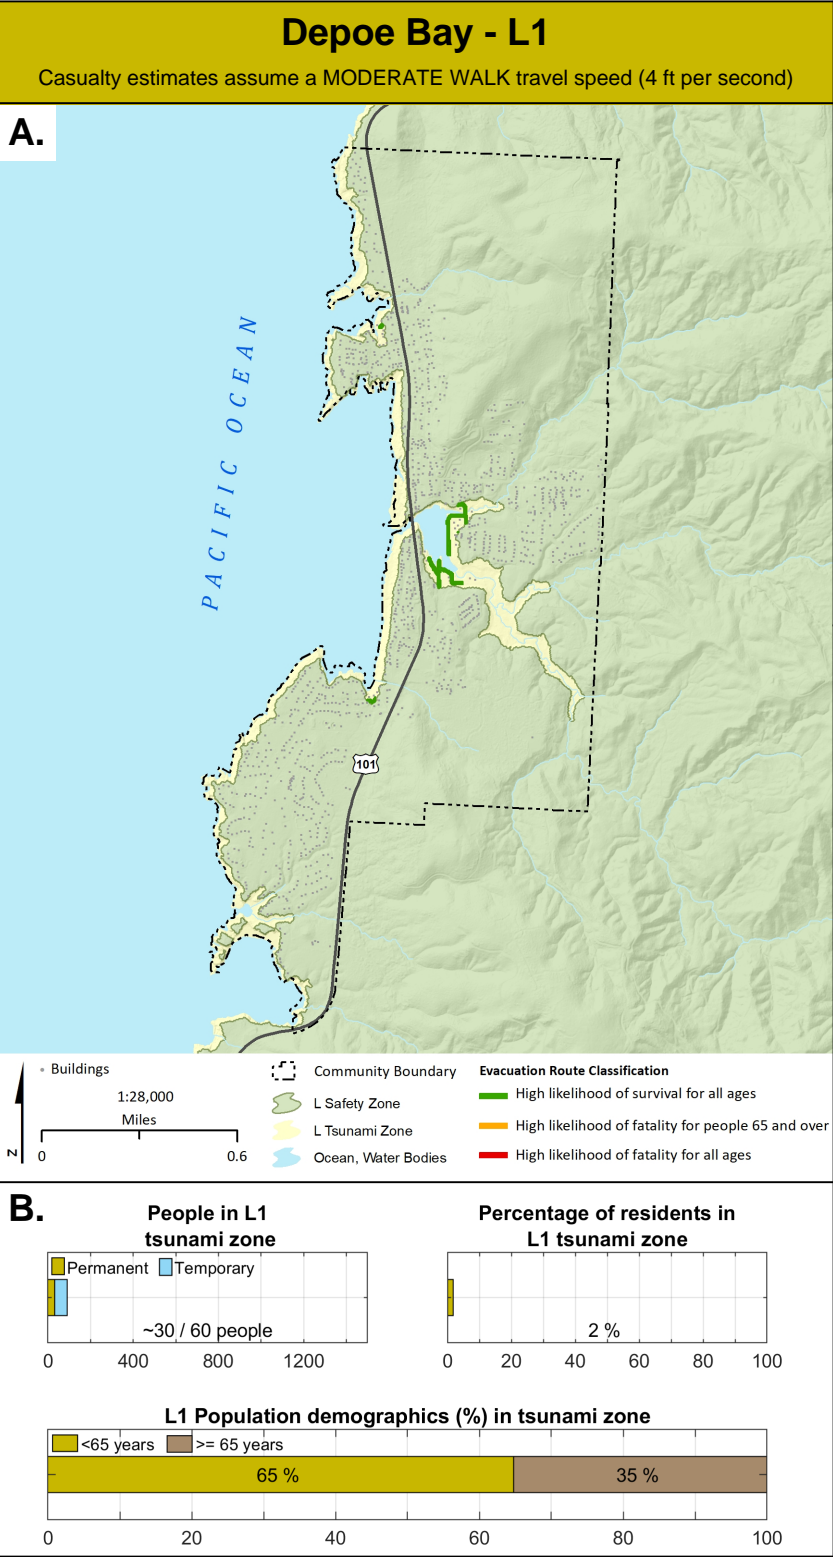 Depoe Bay - L1
Casualty estimates assume a MODERATE WALK travel speed (4 ft per second)
A.
PACIFIC OCEAN
101
Buildings
1:28,000
Miles
0 0.6
N
Community Boundary
L Safety Zone
L Tsunami Zone
Ocean, Water Bodies
Evacuation Route Classification
High likelihood of survival for all ages
High likelihood of fatality for people 65 and over
High likelihood of fatality for all ages
B.
People in L1
tsunami zone
Permanent Temporary
~30 / 60 people
0 400 800 1200
Percentage of residents in
L1 tsunami zone
2 %
0 20 40 60 80 100
L1 Population demographics (%) in tsunami zone
<65 years >= 65 years
65 % 35 %
0 20 40 60 80 100